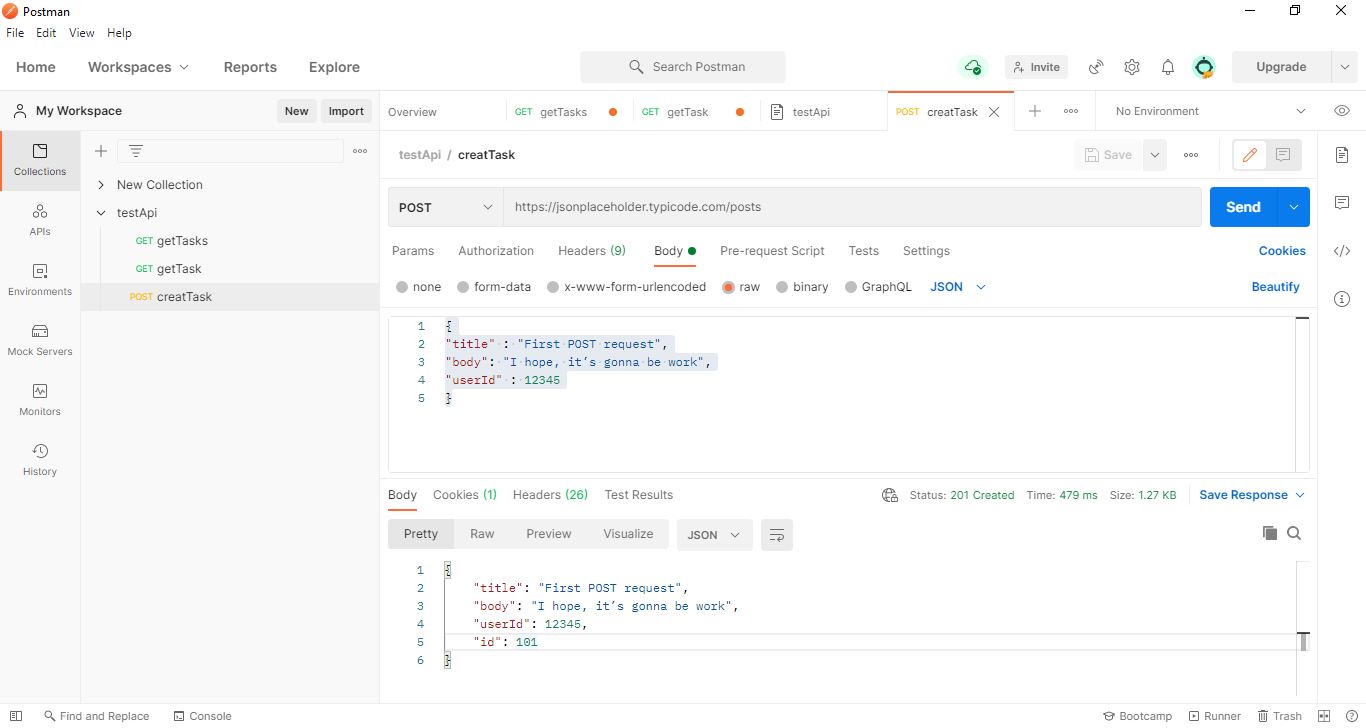 Postman
File Edit View Help
Home Workspaces Reports Explore Search Postman Invite Upgrade
My Workspace New Import Overview GET getTasks GET getTask testApi POST creatTask No Environment
Collections
APIs
Environments
Mock Servers
Monitors
History
New Collection
testApi
GET getTasks
GET getTask
POST creatTask
testApi / creatTask Save
POST https://jsonplaceholder.typicode.com/posts Send
Params Authorization Headers (9) Body Pre-request Script Tests Settings Cookies
none form-data x-www-form-urlencoded raw binary GraphQL JSON Beautify
1 {
2 "title" : "First POST request",
3 "body": "I hope, it’s gonna be work",
4 "userId" : 12345
5 }
Body Cookies (1) Headers (26) Test Results Status: 201 Created Time: 479 ms Size: 1.27 KB Save Response
Pretty Raw Preview Visualize JSON
1 {
2 "title": "First POST request",
3 "body": "I hope, it’s gonna be work",
4 "userId": 12345,
5 "id": 101
6 }
Find and Replace Console Bootcamp Runner Trash